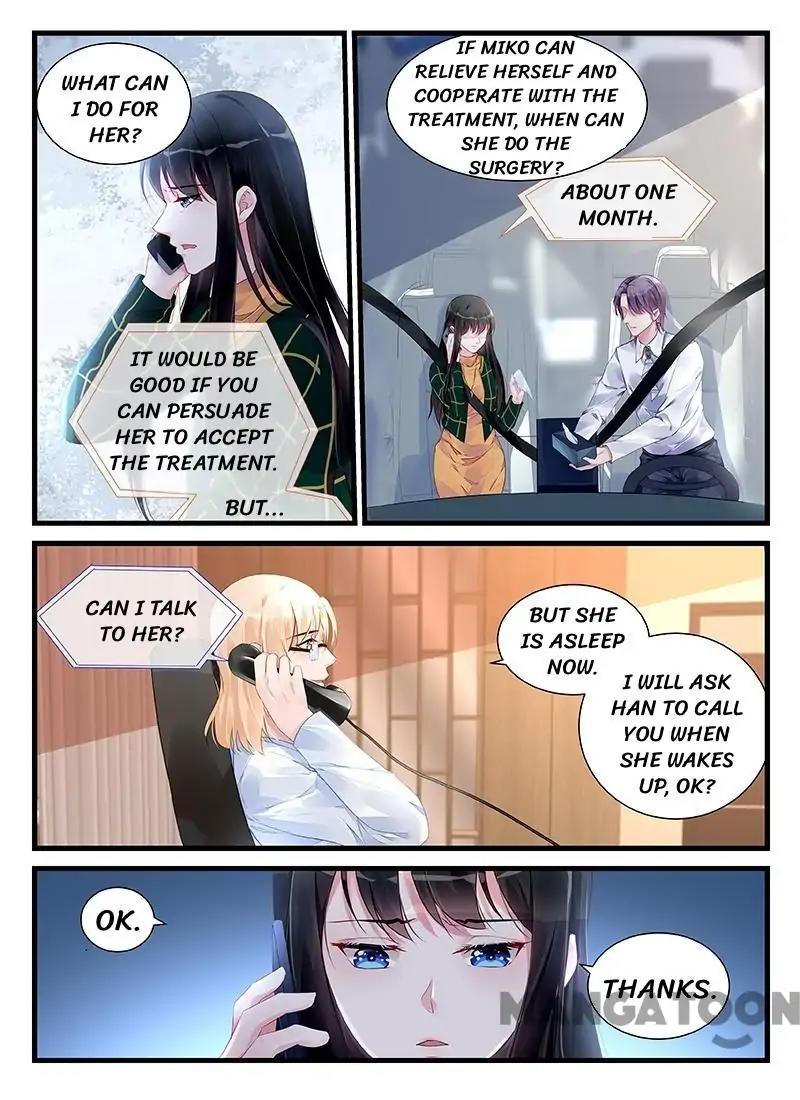 WHAT CAN
I DO FOR
HER?
IT WOULD BE
GOOD IF YOU
CAN PERSUADE
HER TO ACCEPT
THE TREATMENT.
BUT...
IF MIKO CAN
RELIEVE HERSELF AND
COOPERATE WITH THE
TREATMENT, WHEN CAN
SHE DO THE
SURGERY?
ABOUT ONE
MONTH.
CAN I TALK
TO HER?
BUT SHE
IS ASLEEP
NOW.
I WILL ASK
HAN TO CALL
YOU WHEN
SHE WAKES
UP, OK?
OK.
THANKS.
MANGATOON